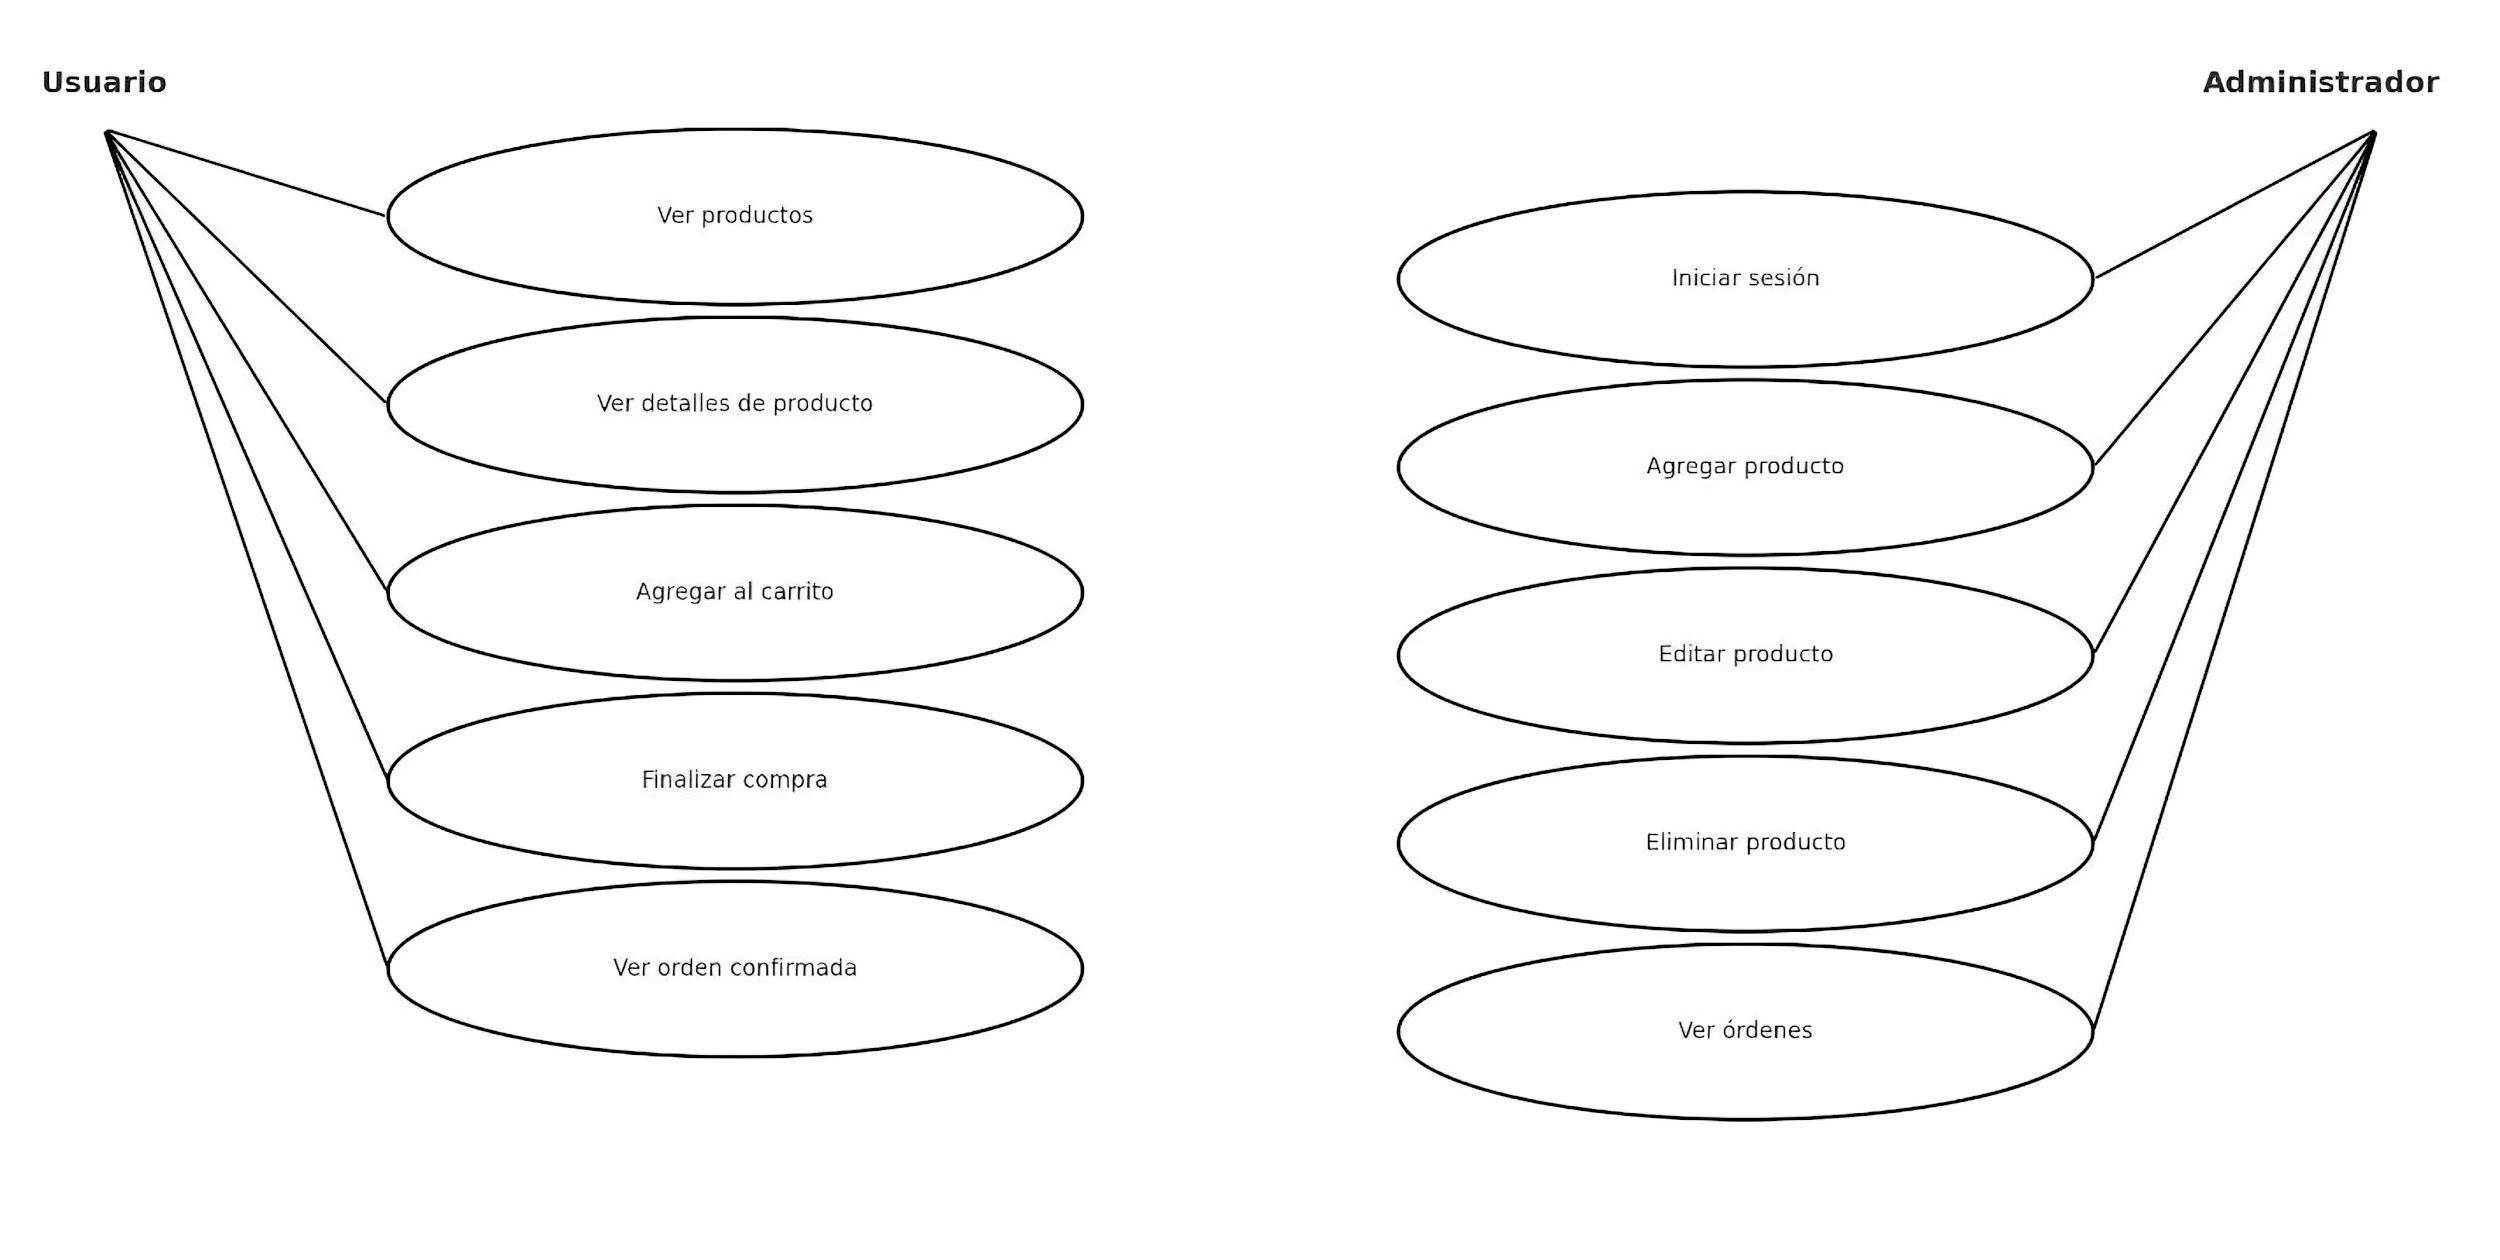 Usuario
Administrador
Ver productos
Ver detalles de producto
Agregar al carrito
Finalizar compra
Ver orden confirmada
Iniciar sesión
Agregar producto
Editar producto
Eliminar producto
Ver órdenes